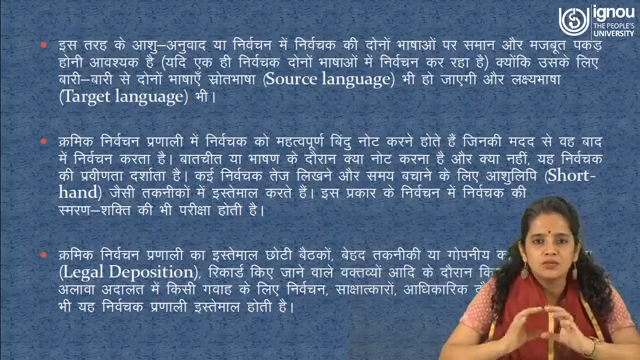 ignou
THE PEOPLE'S
UNIVERSITY
इस तरह के आशु–अनुवाद या निर्वचन में निर्वचक की दोनों भाषाओं पर समान और मजबूत पकड़
होनी आवश्यक है (यदि एक ही निर्वचक दोनों भाषाओं में निर्वचन कर रहा है) क्योंकि उसके लिए
बारी–बारी से दोनों भाषाएँ स्रोतभाषा (Source language) भी हो जाएगी और लक्ष्यभाषा
(Target language) भी।
क्रमिक निर्वचन प्रणाली में निर्वचक को महत्वपूर्ण बिंदु नोट करने होते हैं जिनकी मदद से वह बाद
में निर्वचन करता है। बातचीत या भाषण के दौरान क्या नोट करना है और क्या नहीं, यह निर्वचक
की प्रवीणता दर्शाता है। कई निर्वचक तेज लिखने और समय बचाने के लिए आशुलिपि (Short-
hand) जैसी तकनीकों में इस्तेमाल करते हैं। इस प्रकार के निर्वचन में निर्वचक की
स्मरण–शक्ति की भी परीक्षा होती है।
क्रमिक निर्वचन प्रणाली का इस्तेमाल छोटी बैठकों, बेहद तकनीकी या गोपनीय
(Legal Deposition), रिकार्ड किए जाने वाले वक्तव्यों आदि के दौरान
अलावा अदालत में किसी गवाह के लिए निर्वचन, साक्षात्कारों, आधिकारिक
भी यह निर्वचक प्रणाली इस्तेमाल होती है।